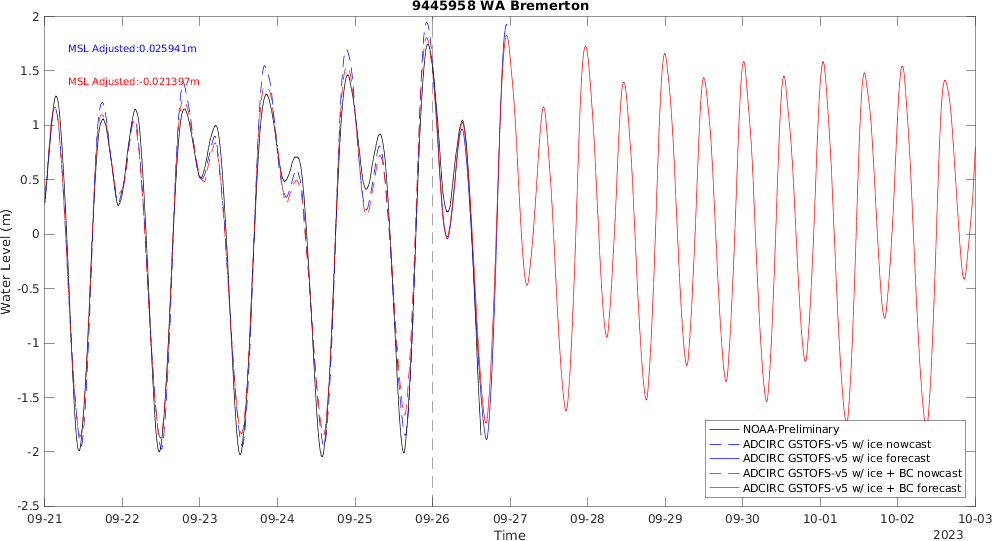 9445958 WA Bremerton
MSL Adjusted:0.025941m
MSL Adjusted:-0.021397m
Water Level (m)
2
1.5
1
0.5
0
-0.5
-1
-1.5
-2
-2.5
NOAA-Preliminary
ADCIRC GSTOFS-v5 w/ ice nowcast
ADCIRC GSTOFS-v5 w/ ice forecast
ADCIRC GSTOFS-v5 w/ ice + BC nowcast
ADCIRC GSTOFS-v5 w/ ice + BC forecast
09-21 09-22 09-23 09-24 09-25 09-26 09-27 09-28 09-29 09-30 10-01 10-02 10-03
Time
2023